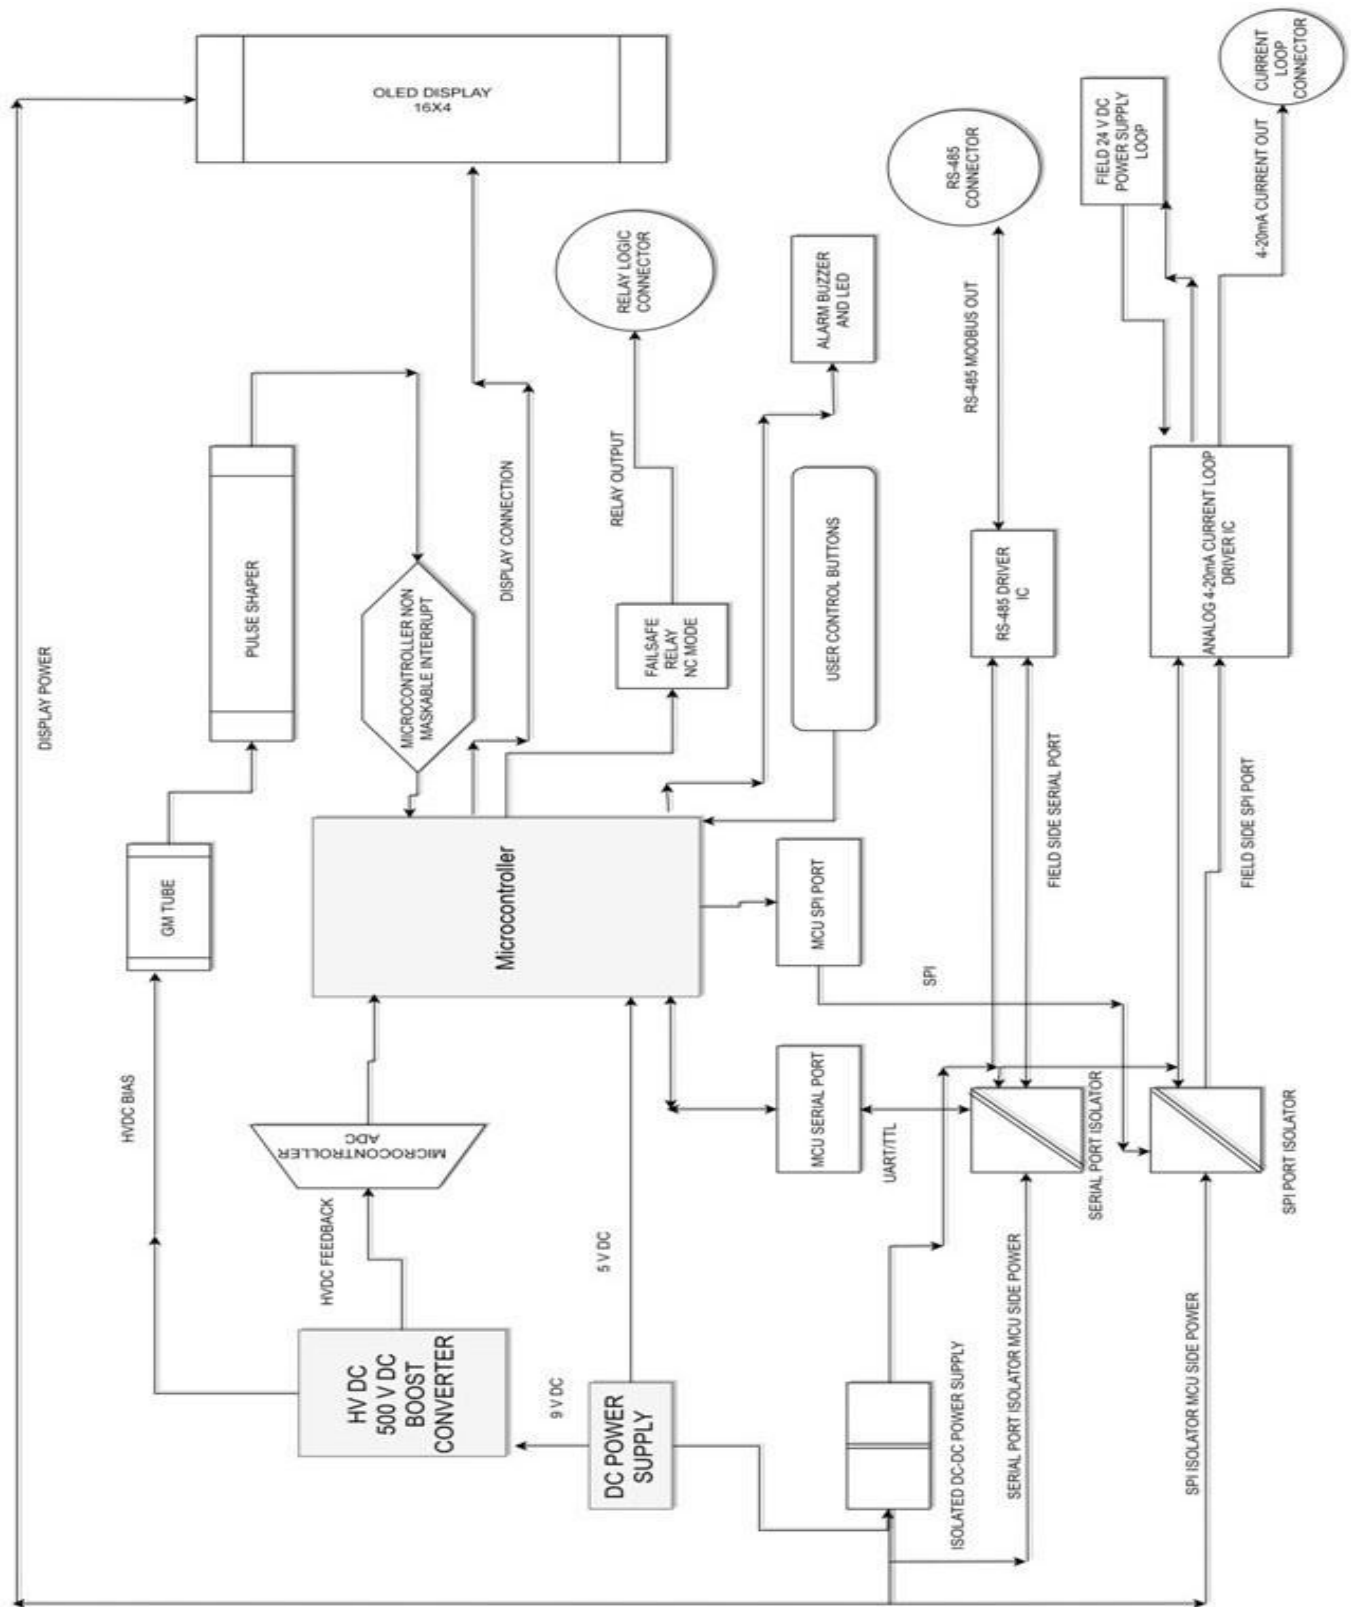 OLED DISPLAY
16X4
CURRENT
LOOP
CONNECTOR
FIELD 24 V DC
POWER SUPPLY
LOOP
4-20mA CURRENT OUT
RS-485
CONNECTOR
RELAY LOGIC
CONNECTOR
ALARM BUZZER
AND LED
RS-485 MODBUS OUT
PULSE SHAPER
DISPLAY CONNECTION
RELAY OUTPUT
DISPLAY POWER
MICROCONTROLLER NON
MASKABLE INTERRUPT
FAILSAFE
RELAY
NC MODE
USER CONTROL BUTTONS
RS-485 DRIVER
IC
ANALOG 4-20mA CURRENT LOOP
DRIVER IC
GM TUBE
Microcontroller
MCU SPI PORT
FIELD SIDE SERIAL PORT
FIELD SIDE SPI PORT
SPI
HVDC BIAS
MICROCONTROLLER
ADC
MCU SERIAL PORT
UART/TTL
SERIAL PORT ISOLATOR
SPI PORT ISOLATOR
HVDC FEEDBACK
5 V DC
HV DC
500 V DC
BOOST
CONVERTER
9 V DC
DC POWER
SUPPLY
ISOLATED DC-DC POWER SUPPLY
SERIAL PORT ISOLATOR MCU SIDE POWER
SPI ISOLATOR MCU SIDE POWER